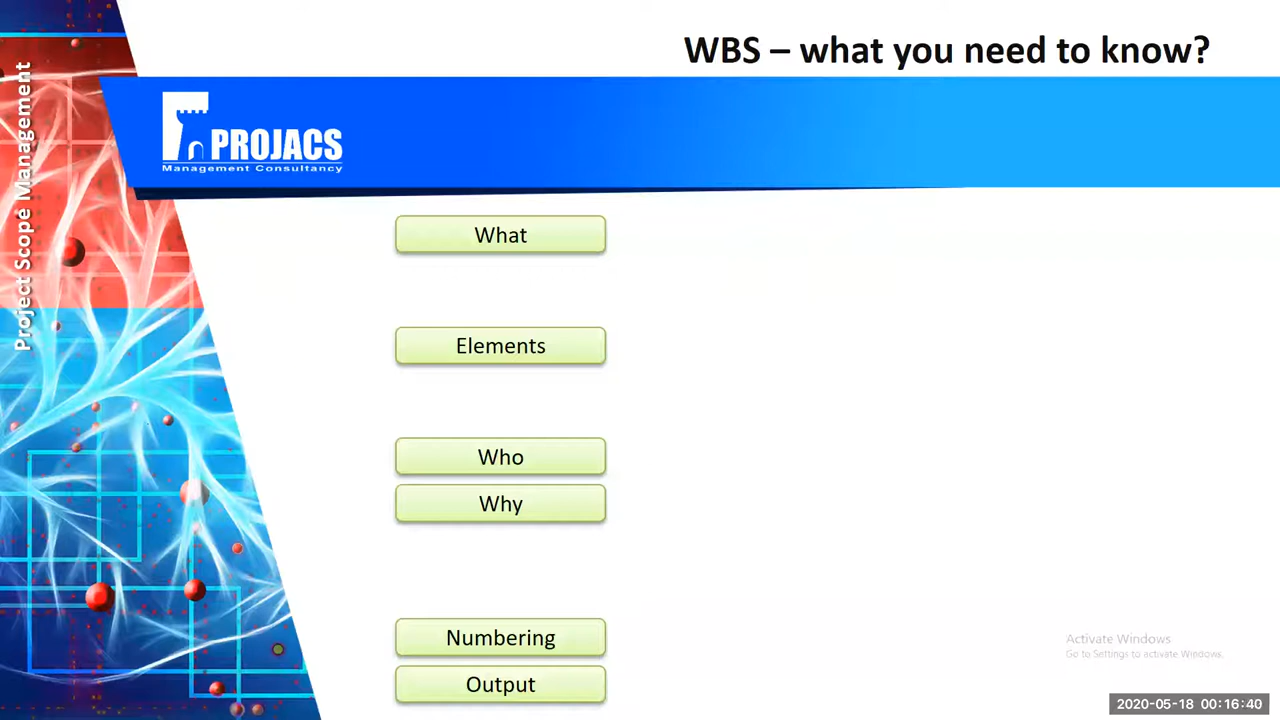 WBS – what you need to know?
Project Scope Management
PROJACS
Management Consultancy
What
Elements
Who
Why
Numbering
Output
Activate Windows
Go to Settings to activate Windows.
2020-05-18 00:16:40